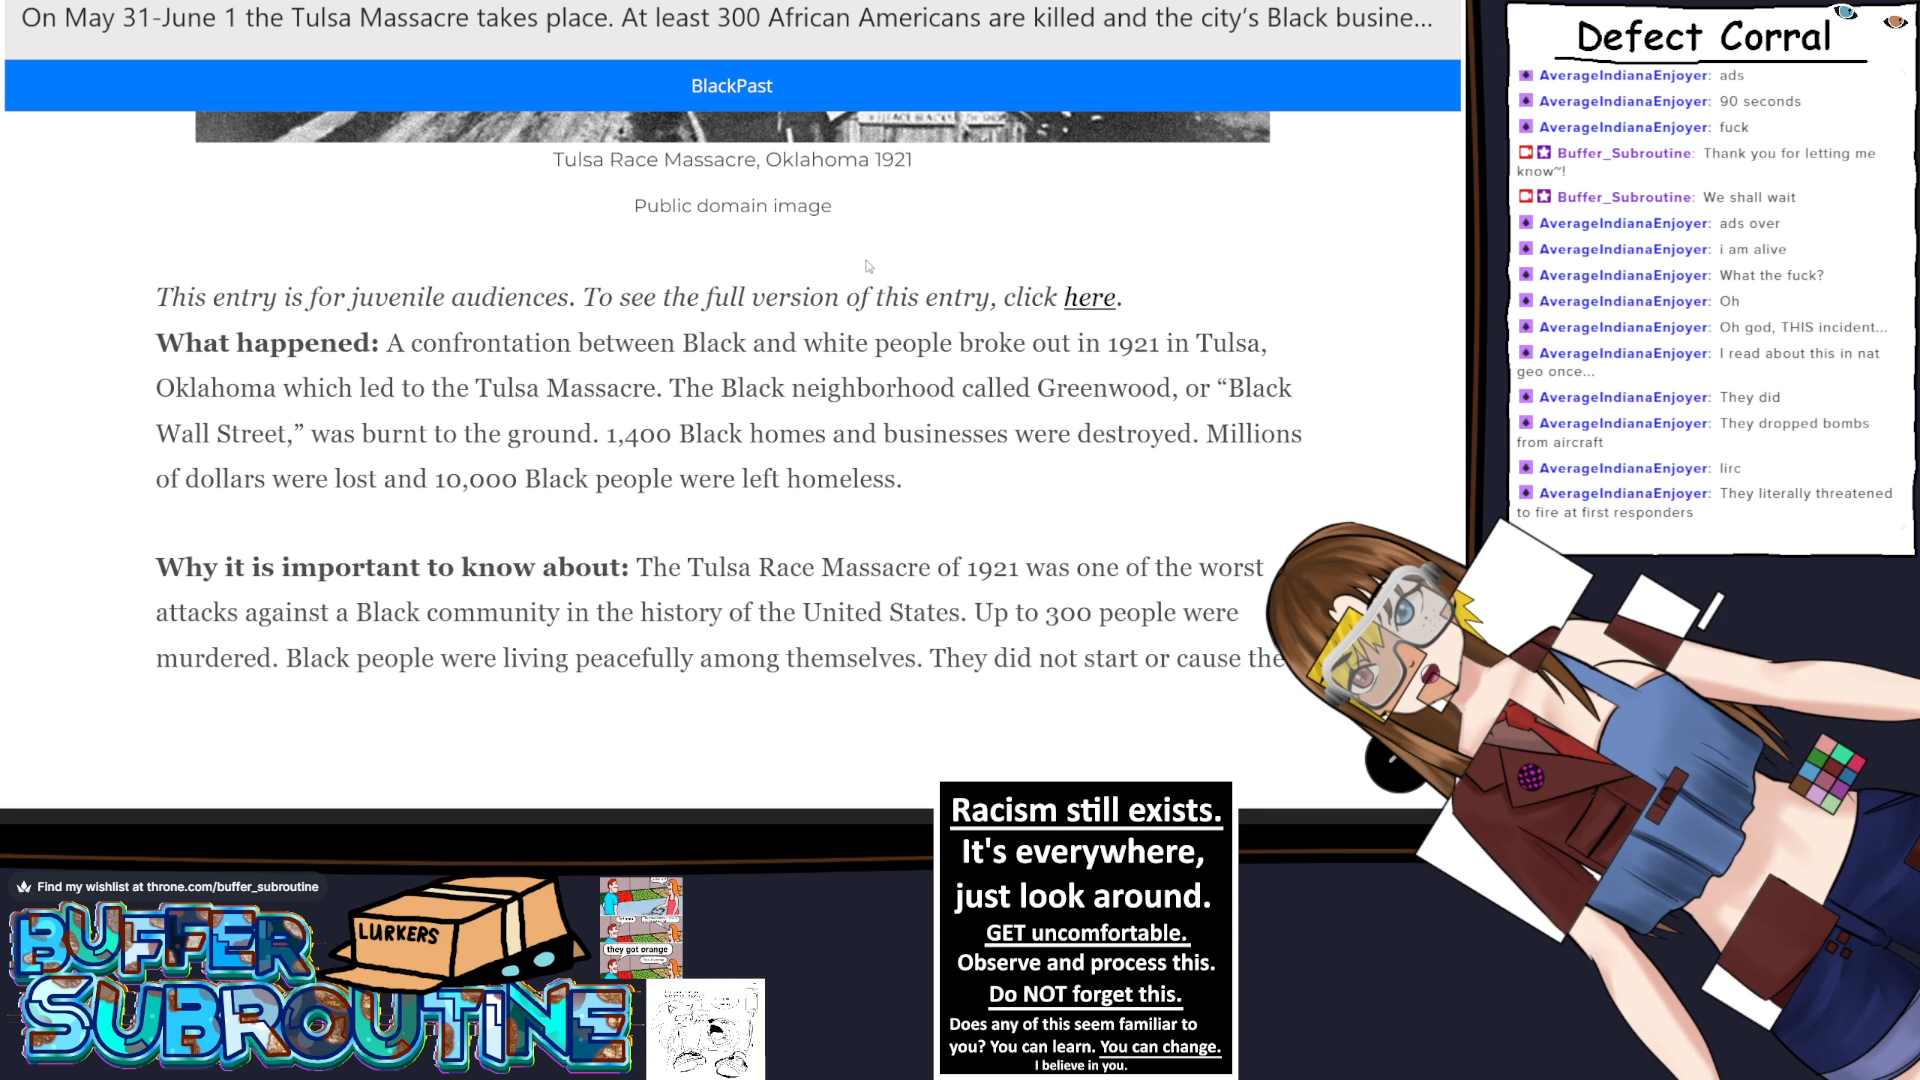 On May 31-June 1 the Tulsa Massacre takes place. At least 300 African Americans are killed and the city’s Black busine...
BlackPast
Tulsa Race Massacre, Oklahoma 1921
Public domain image
This entry is for juvenile audiences. To see the full version of this entry, click here.
What happened: A confrontation between Black and white people broke out in 1921 in Tulsa,
Oklahoma which led to the Tulsa Massacre. The Black neighborhood called Greenwood, or “Black
Wall Street,” was burnt to the ground. 1,400 Black homes and businesses were destroyed. Millions
of dollars were lost and 10,000 Black people were left homeless.
Why it is important to know about: The Tulsa Race Massacre of 1921 was one of the worst
attacks against a Black community in the history of the United States. Up to 300 people were
murdered. Black people were living peacefully among themselves. They did not start or cause the
Defect Corral
AverageIndianaEnjoyer: ads
AverageIndianaEnjoyer: 90 seconds
AverageIndianaEnjoyer: fuck
Buffer_Subroutine: Thank you for letting me
know~!
Buffer_Subroutine: We shall wait
AverageIndianaEnjoyer: ads over
AverageIndianaEnjoyer: i am alive
AverageIndianaEnjoyer: What the fuck?
AverageIndianaEnjoyer: Oh
AverageIndianaEnjoyer: Oh god, THIS incident...
AverageIndianaEnjoyer: I read about this in nat
geo once...
AverageIndianaEnjoyer: They did
AverageIndianaEnjoyer: They dropped bombs
from aircraft
AverageIndianaEnjoyer: Iirc
AverageIndianaEnjoyer: They literally threatened
to fire at first responders
Find my wishlist at throne.com/buffer_subroutine
BUFFER
SUBROUTINE
LURKERS
they got orange
Racism still exists.
It's everywhere,
just look around.
GET uncomfortable.
Observe and process this.
Do NOT forget this.
Does any of this seem familiar to
you? You can learn. You can change.
I believe in you.